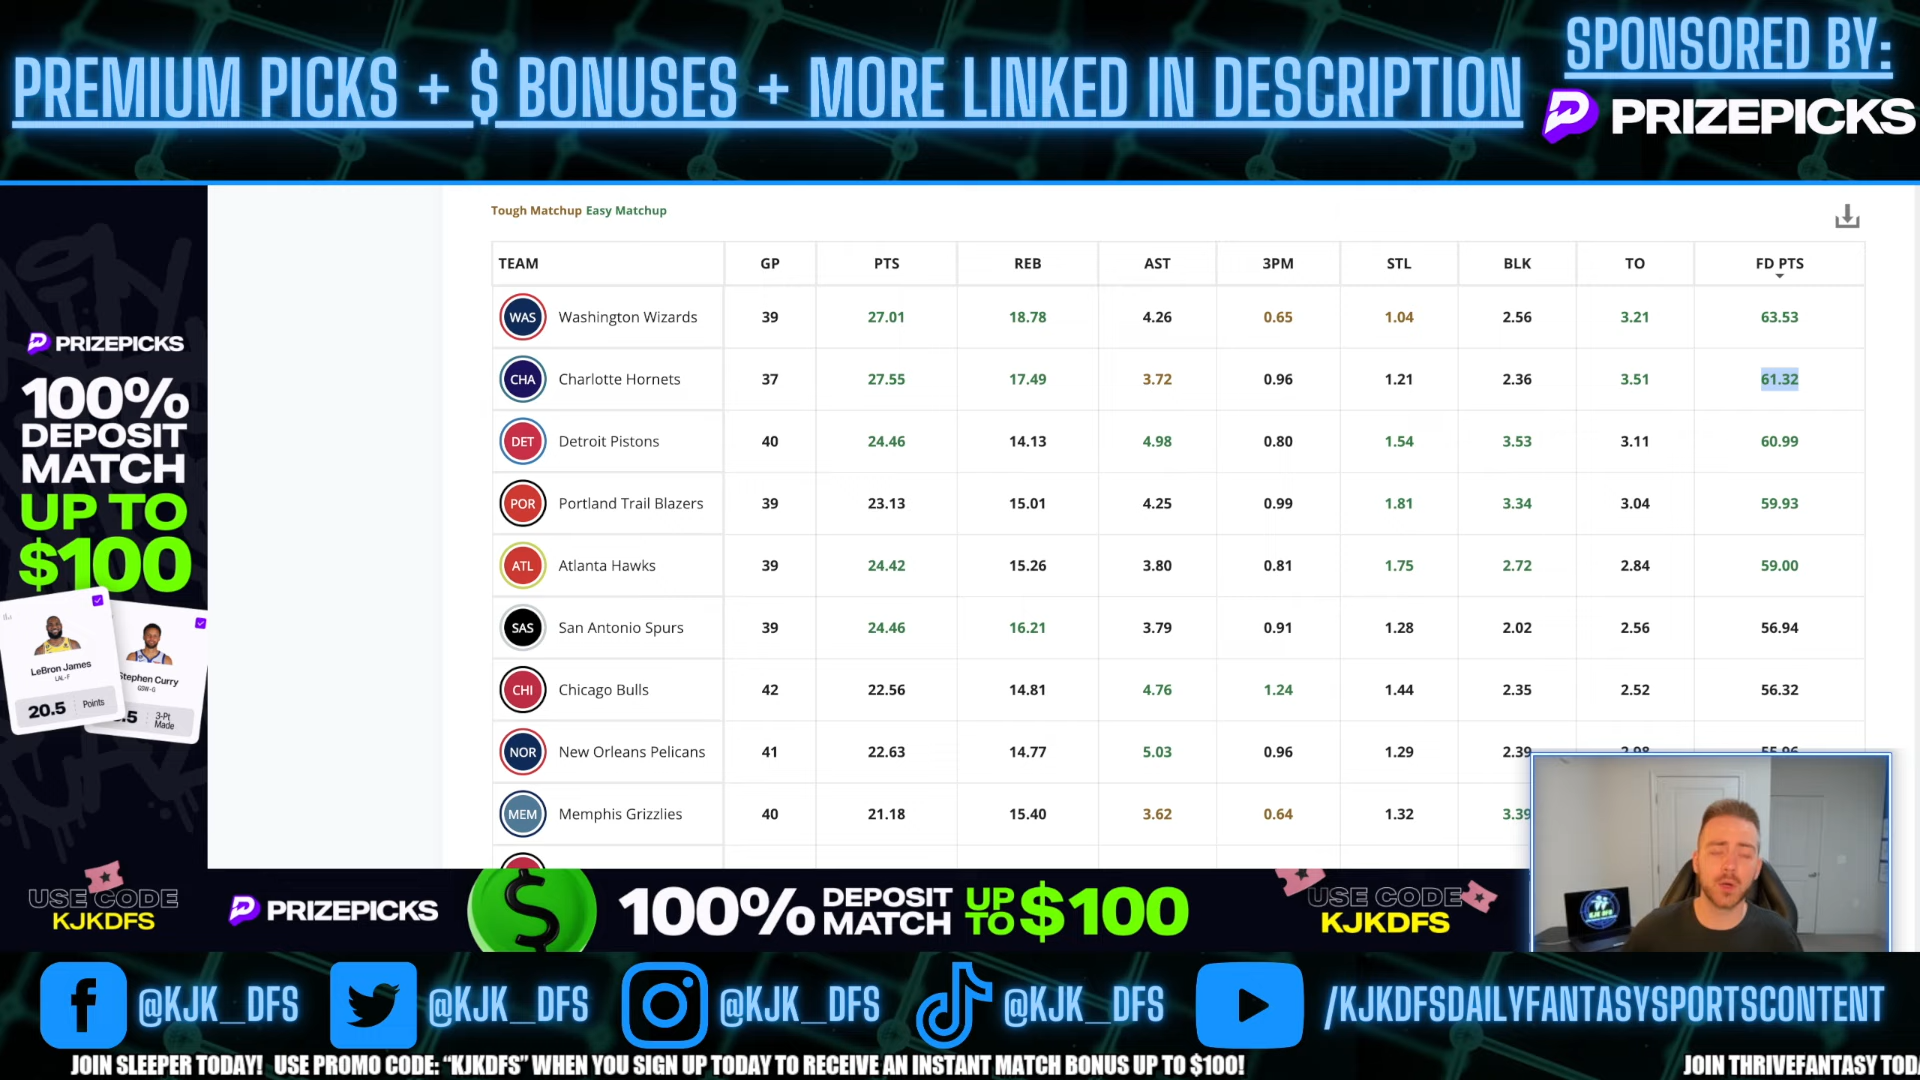 PREMIUM PICKS + $ BONUSES + MORE LINKED IN DESCRIPTION
SPONSORED BY:
PRIZEPICKS
Tough Matchup Easy Matchup
TEAM GP PTS REB AST 3PM STL BLK TO FD PTS
WAS Washington Wizards 39 27.01 18.78 4.26 0.65 1.04 2.56 3.21 63.53
CHA Charlotte Hornets 37 27.55 17.49 3.72 0.96 1.21 2.36 3.51 61.32
DET Detroit Pistons 40 24.46 14.13 4.98 0.80 1.54 3.53 3.11 60.99
POR Portland Trail Blazers 39 23.13 15.01 4.25 0.99 1.81 3.34 3.04 59.93
ATL Atlanta Hawks 39 24.42 15.26 3.80 0.81 1.75 2.72 2.84 59.00
SAS San Antonio Spurs 39 24.46 16.21 3.79 0.91 1.28 2.02 2.56 56.94
CHI Chicago Bulls 42 22.56 14.81 4.76 1.24 1.44 2.35 2.52 56.32
NOR New Orleans Pelicans 41 22.63 14.77 5.03 0.96 1.29 2.39
MEM Memphis Grizzlies 40 21.18 15.40 3.62 0.64 1.32 3.39
PRIZEPICKS
100%
DEPOSIT
MATCH
UP TO
$100
LeBron James
LAL-F
20.5 Points
Stephen Curry
GSW-G
.5 3-Pt Made
USE CODE
KJKDFS
PRIZEPICKS
100% DEPOSIT MATCH UP TO $100
USE CODE
KJKDFS
@KJK_DFS @KJK_DFS @KJK_DFS @KJK_DFS /KJKDFSDAILYFANTASYSPORTSCONTENT
JOIN SLEEPER TODAY! USE PROMO CODE: "KJKDFS" WHEN YOU SIGN UP TODAY TO RECEIVE AN INSTANT MATCH BONUS UP TO $100! JOIN THRIVEFANTASY TOD